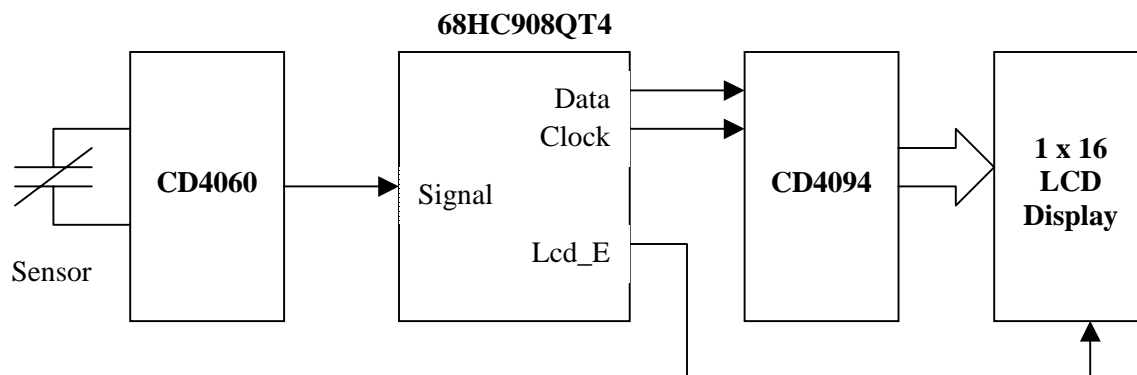 68HC908QT4
Sensor
CD4060
Signal
Data
Clock
Lcd_E
CD4094
1 x 16
LCD
Display